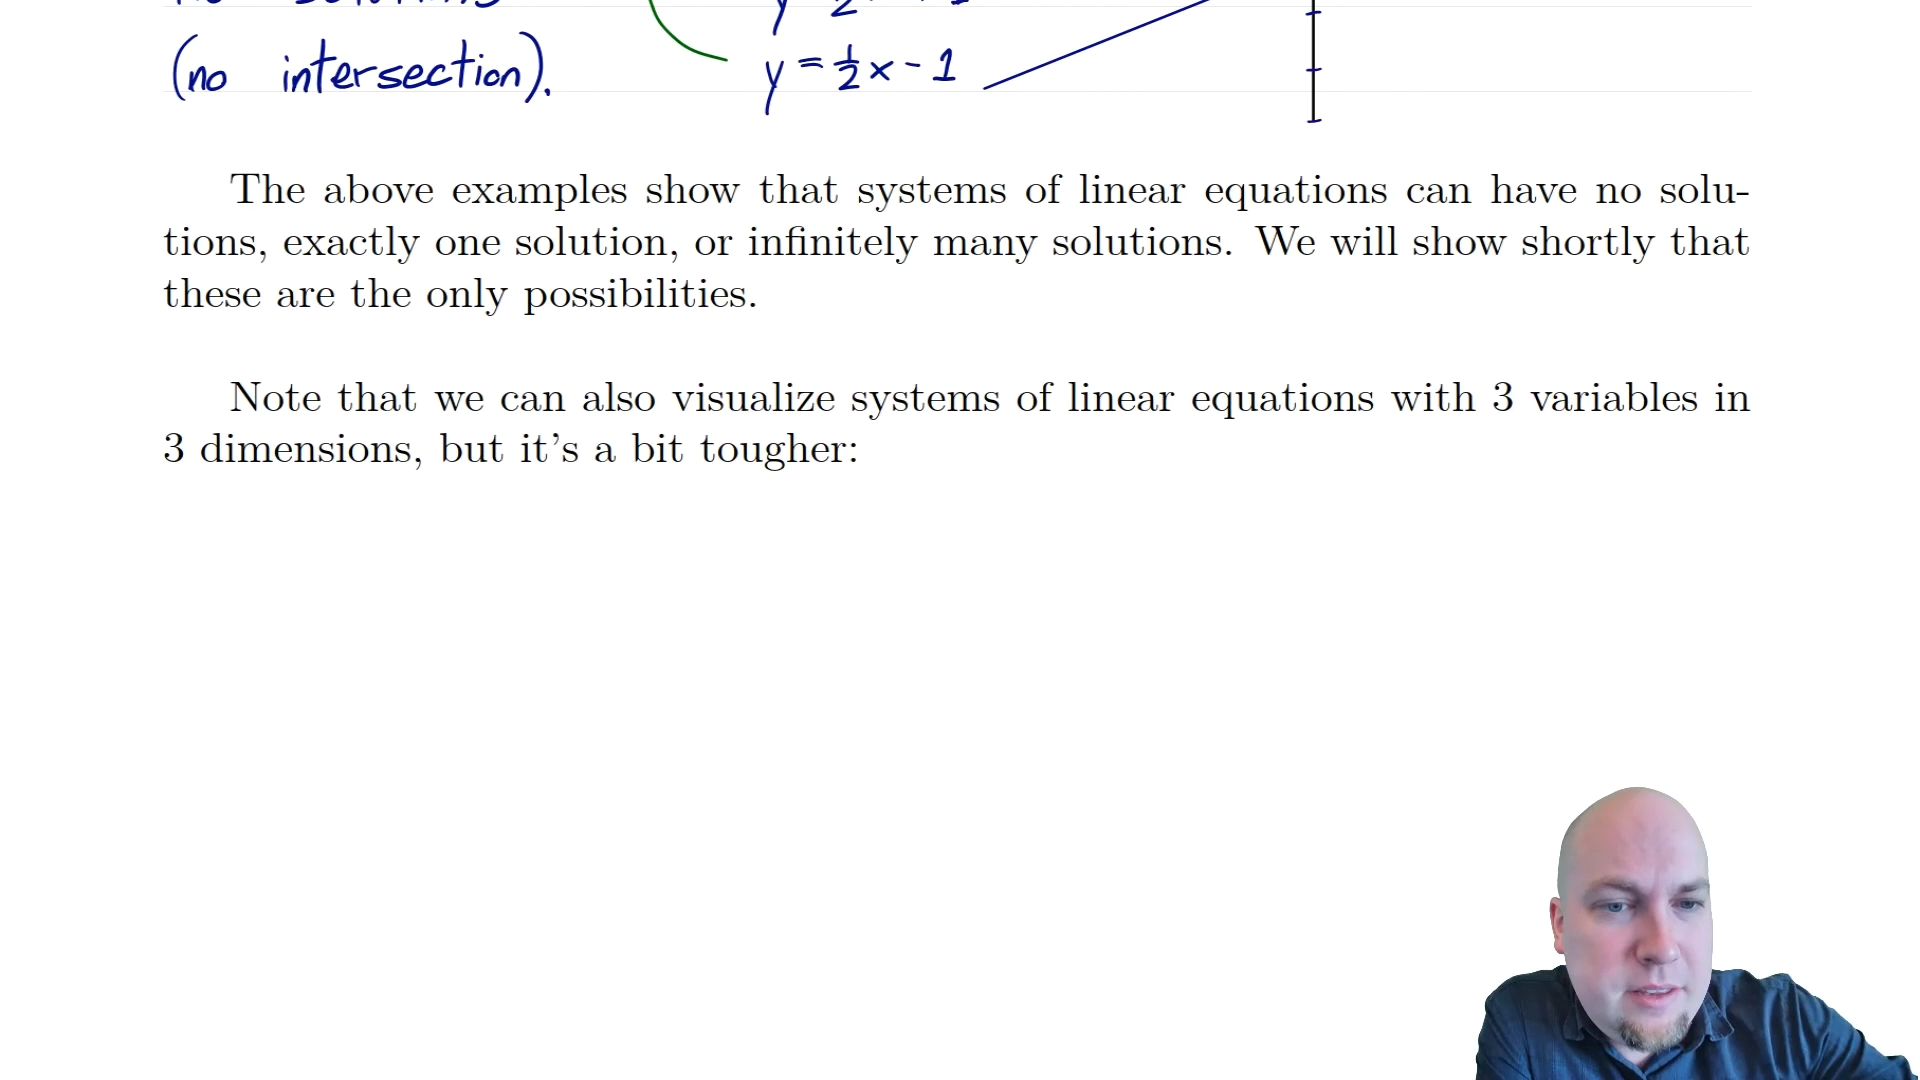 (no intersection).
y = 1/2 x - 1
The above examples show that systems of linear equations can have no solu-
tions, exactly one solution, or infinitely many solutions. We will show shortly that
these are the only possibilities.
Note that we can also visualize systems of linear equations with 3 variables in
3 dimensions, but it's a bit tougher: